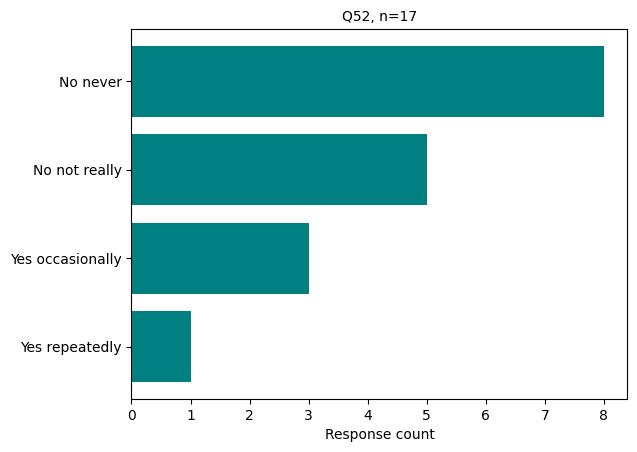 Q52, n=17
No never
No not really
Yes occasionally
Yes repeatedly
0 1 2 3 4 5 6 7 8
Response count